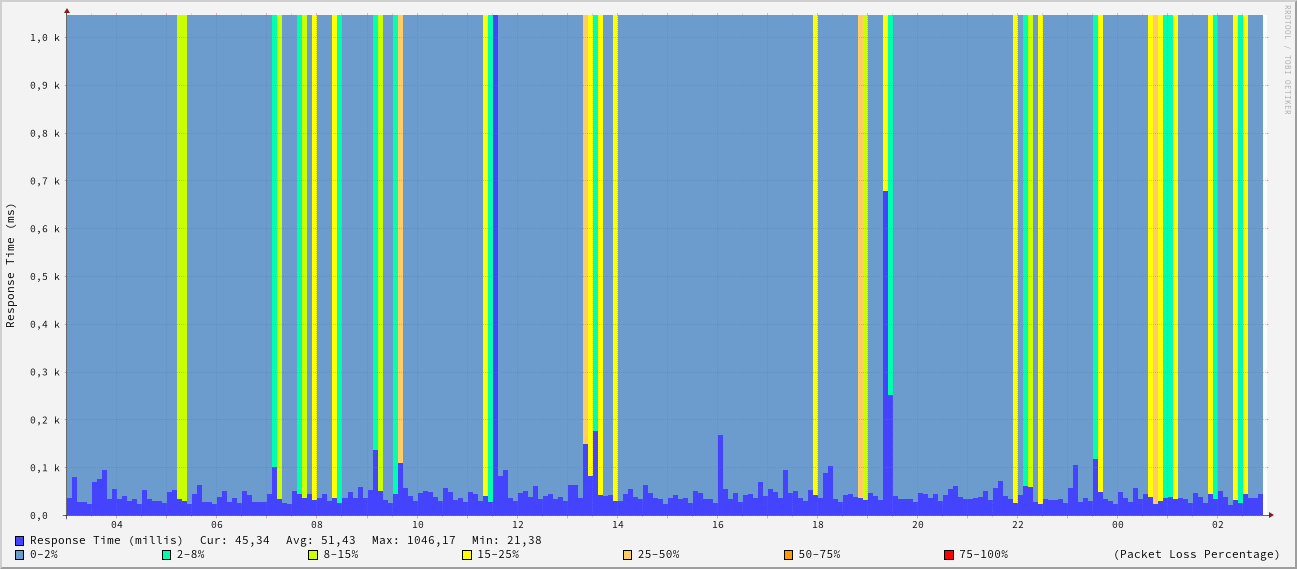 RRDTOOL / TOBI OETIKER
Response Time (ms)
1,0 k
0,9 k
0,8 k
0,7 k
0,6 k
0,5 k
0,4 k
0,3 k
0,2 k
0,1 k
0,0
04 06 08 10 12 14 16 18 20 22 00 02
Response Time (millis) Cur: 45,34 Avg: 51,43 Max: 1046,17 Min: 21,38
0-2% 2-8% 8-15% 15-25% 25-50% 50-75% 75-100% (Packet Loss Percentage)